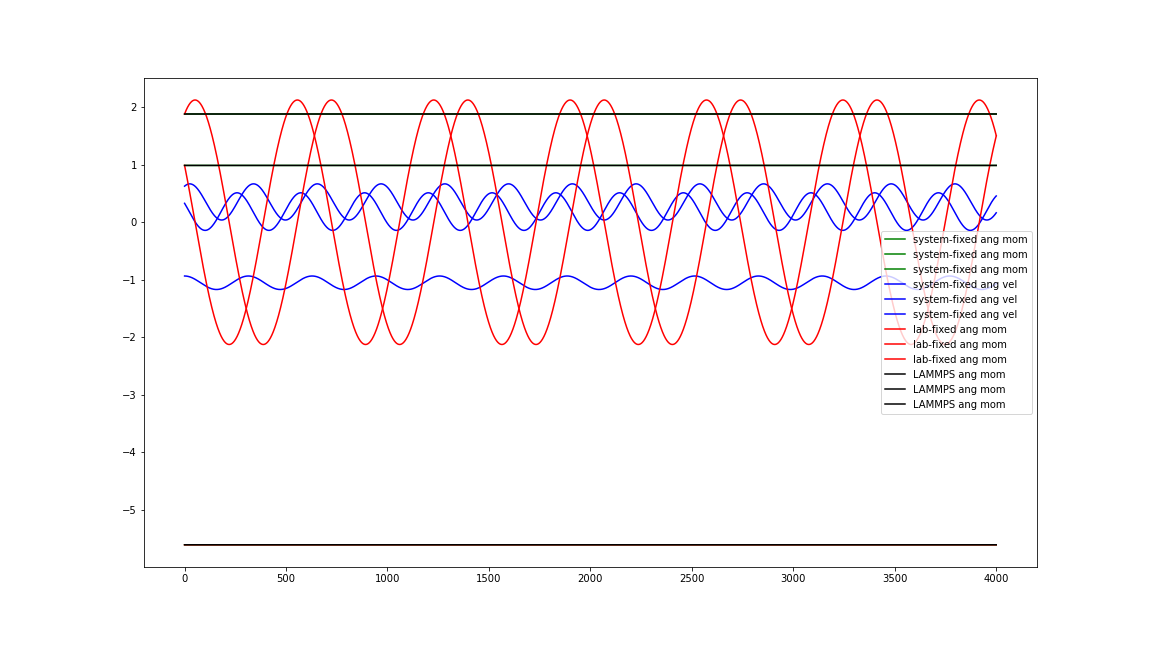 2
1
0
−1
−2
−3
−4
−5
0
500
1000
1500
2000
2500
3000
3500
4000
system-fixed ang mom
system-fixed ang mom
system-fixed ang mom
system-fixed ang vel
system-fixed ang vel
system-fixed ang vel
lab-fixed ang mom
lab-fixed ang mom
lab-fixed ang mom
LAMMPS ang mom
LAMMPS ang mom
LAMMPS ang mom